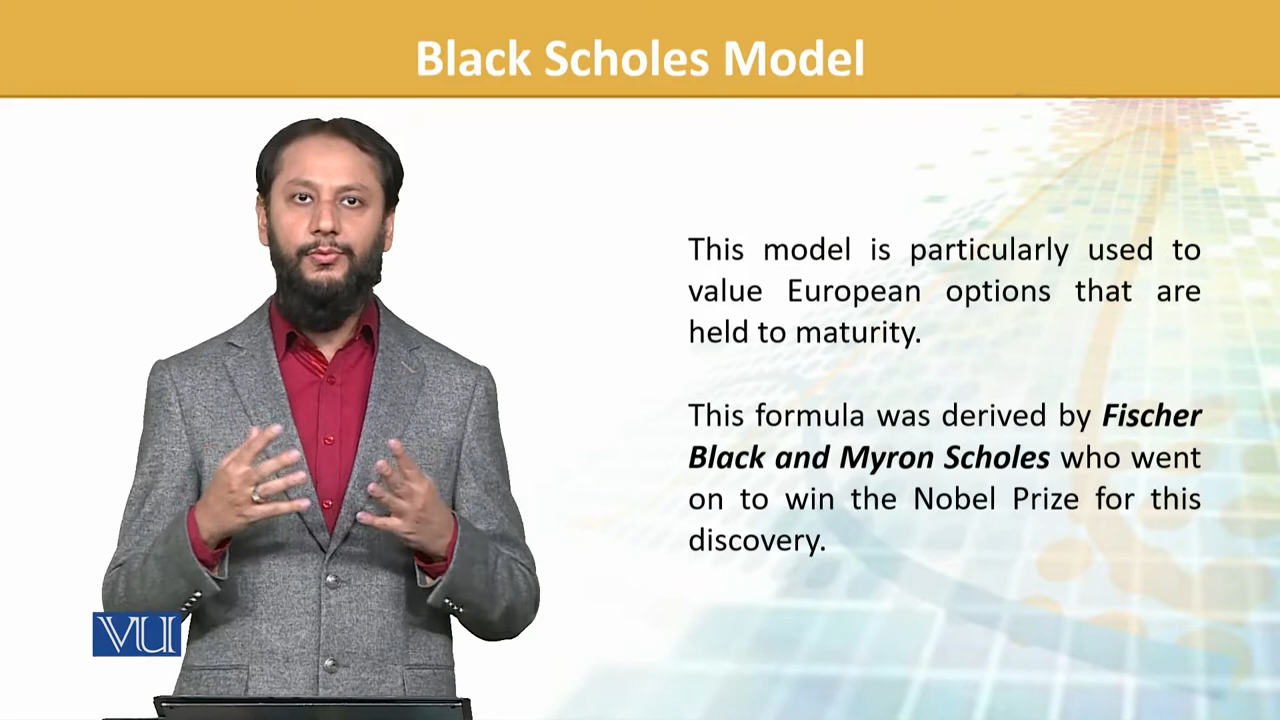 Black Scholes Model
This model is particularly used to
value European options that are
held to maturity.
This formula was derived by Fischer
Black and Myron Scholes who went
on to win the Nobel Prize for this
discovery.
VU